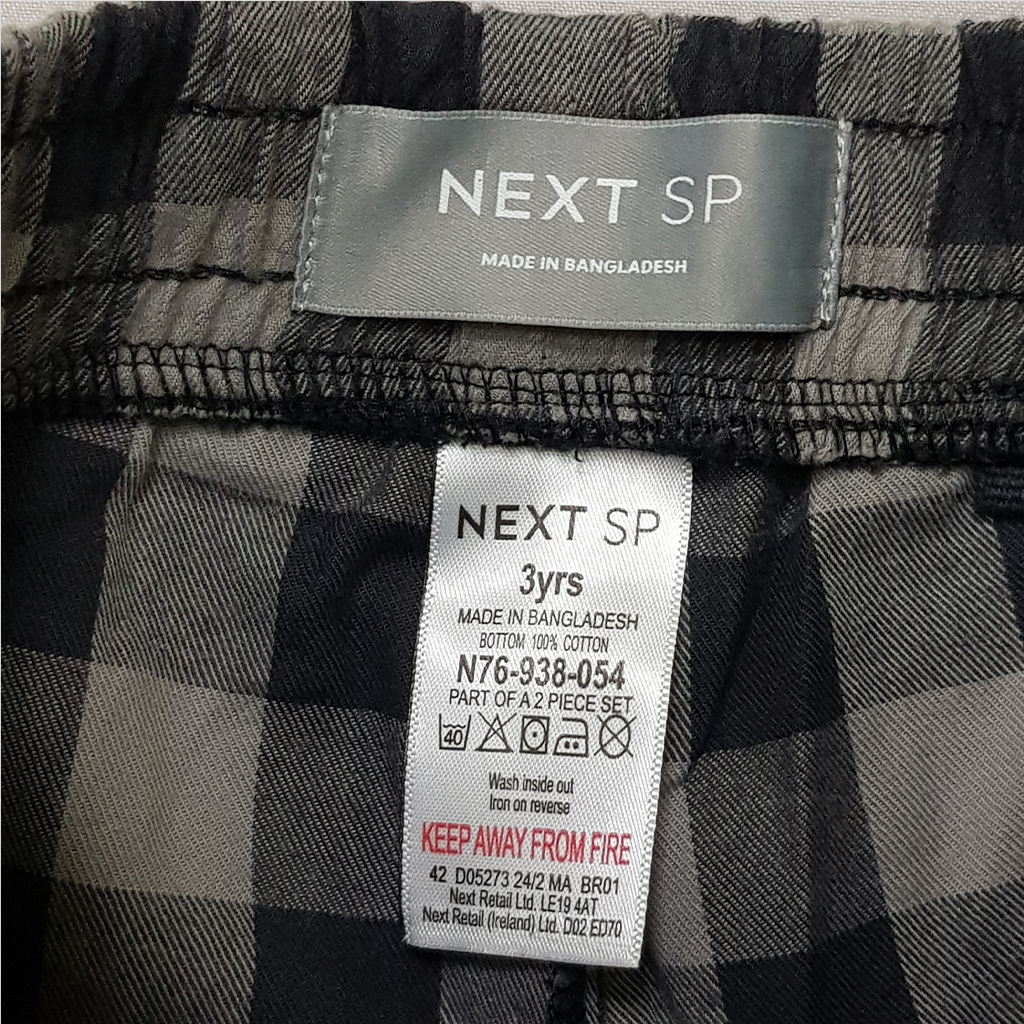 NEXT SP
MADE IN BANGLADESH
NEXT SP
3yrs
MADE IN BANGLADESH
BOTTOM 100% COTTON
N76-938-054
PART OF A 2 PIECE SET
40
Wash inside out
Iron on reverse
KEEP AWAY FROM FIRE
42 D05273 24/2 MA BR01
Next Retail Ltd. LE19 4AT
Next Retail (Ireland) Ltd. D02 ED70